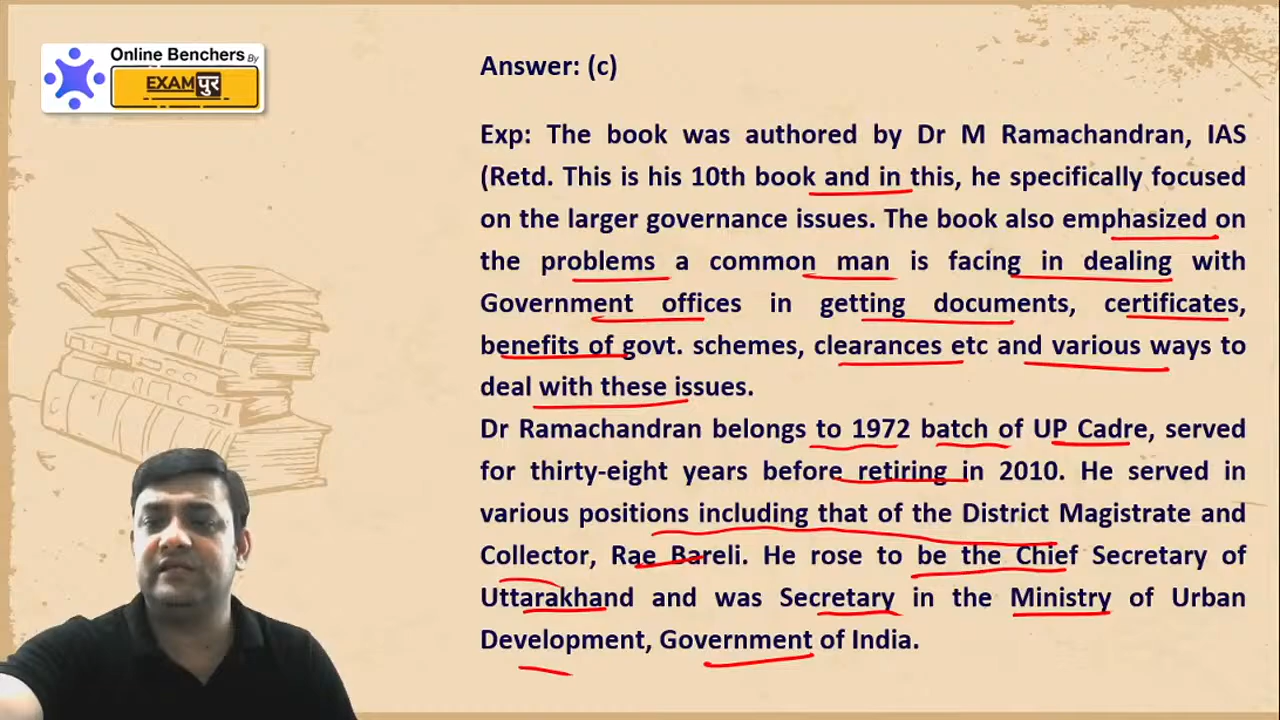 Online Benchers By
EXAMपुर
Answer: (c)
Exp: The book was authored by Dr M Ramachandran, IAS
(Retd. This is his 10th book and in this, he specifically focused
on the larger governance issues. The book also emphasized on
the problems a common man is facing in dealing with
Government offices in getting documents, certificates,
benefits of govt. schemes, clearances etc and various ways to
deal with these issues.
Dr Ramachandran belongs to 1972 batch of UP Cadre, served
for thirty-eight years before retiring in 2010. He served in
various positions including that of the District Magistrate and
Collector, Rae Bareli. He rose to be the Chief Secretary of
Uttarakhand and was Secretary in the Ministry of Urban
Development, Government of India.